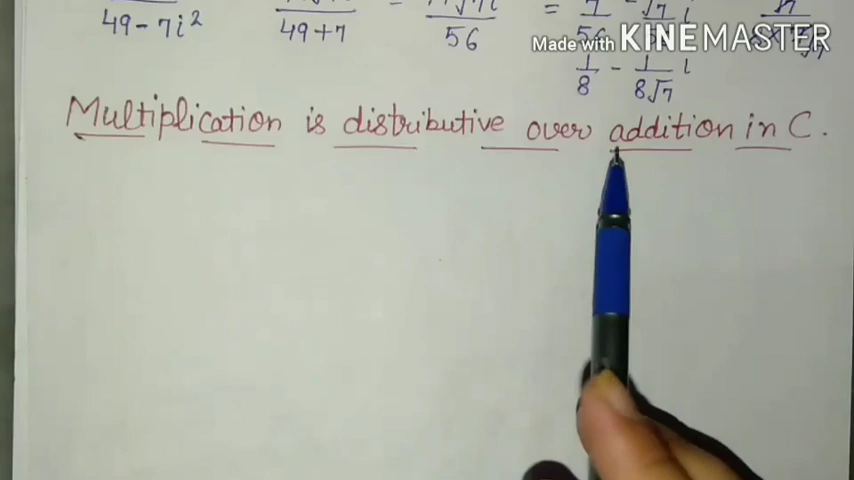 49 - 7i²
49 + 7
56
=
Made with KINEMASTER
1/8 - 1/8√7 i
Multiplication is distributive over addition in C.